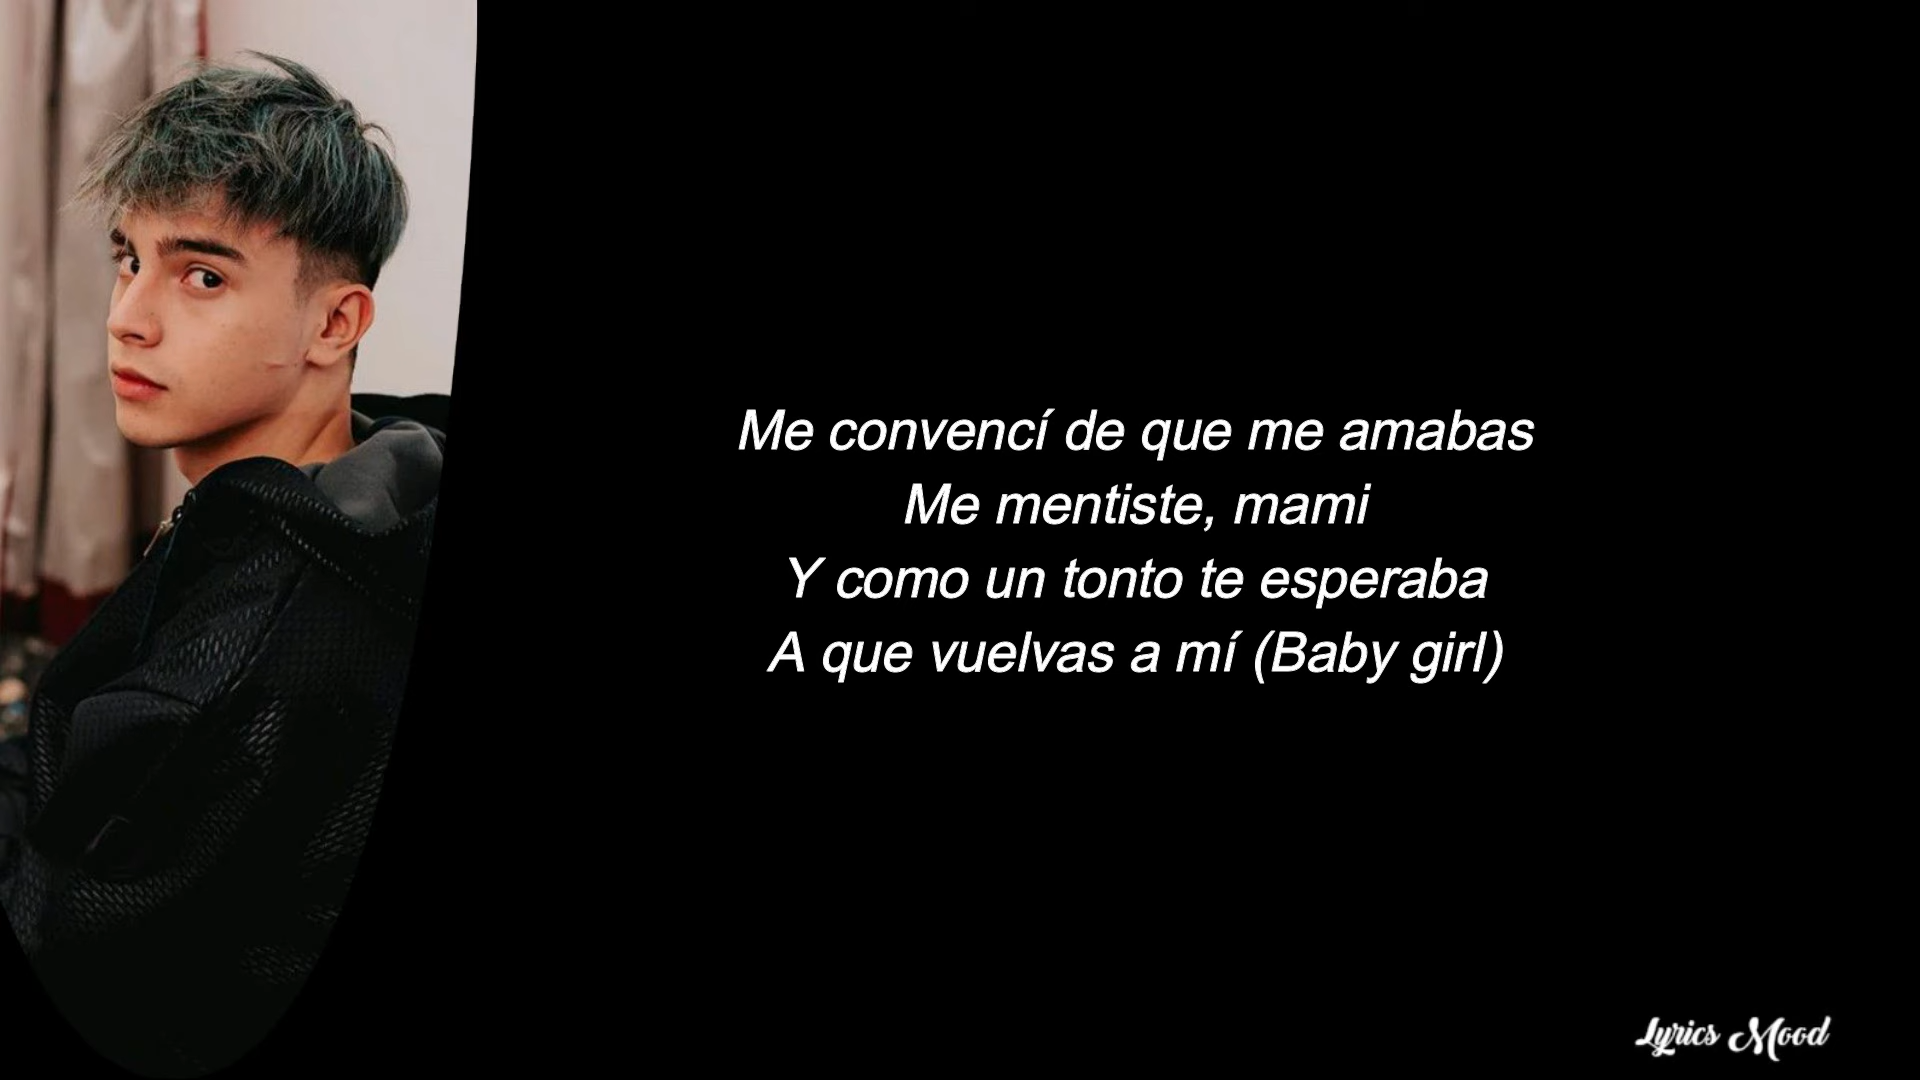 Me convencí de que me amabas
Me mentiste, mami
Y como un tonto te esperaba
A que vuelvas a mí (Baby girl)
Lyrics Mood